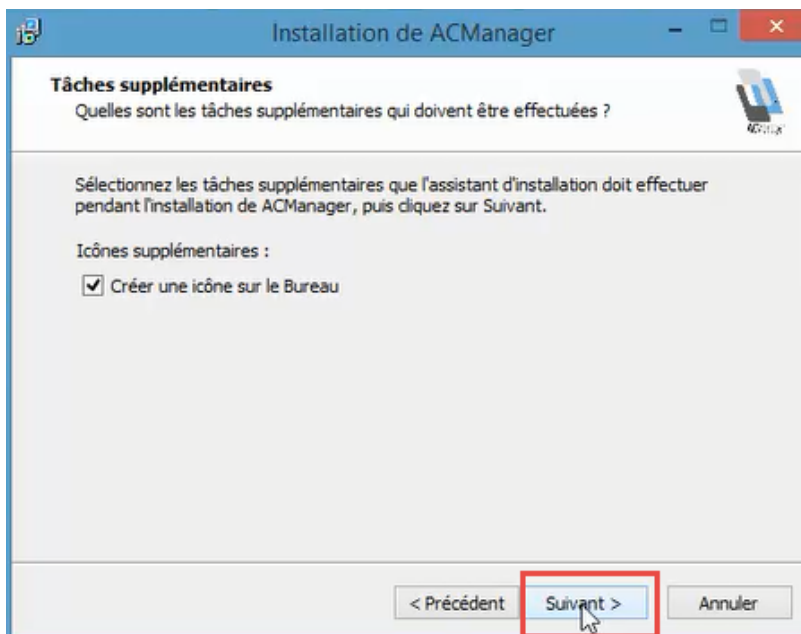 Installation de ACManager
Tâches supplémentaires
Quelles sont les tâches supplémentaires qui doivent être effectuées ?
Sélectionnez les tâches supplémentaires que l'assistant d'installation doit effectuer
pendant l'installation de ACManager, puis cliquez sur Suivant.
Icônes supplémentaires :
Créer une icône sur le Bureau
< Précédent Suivant > Annuler